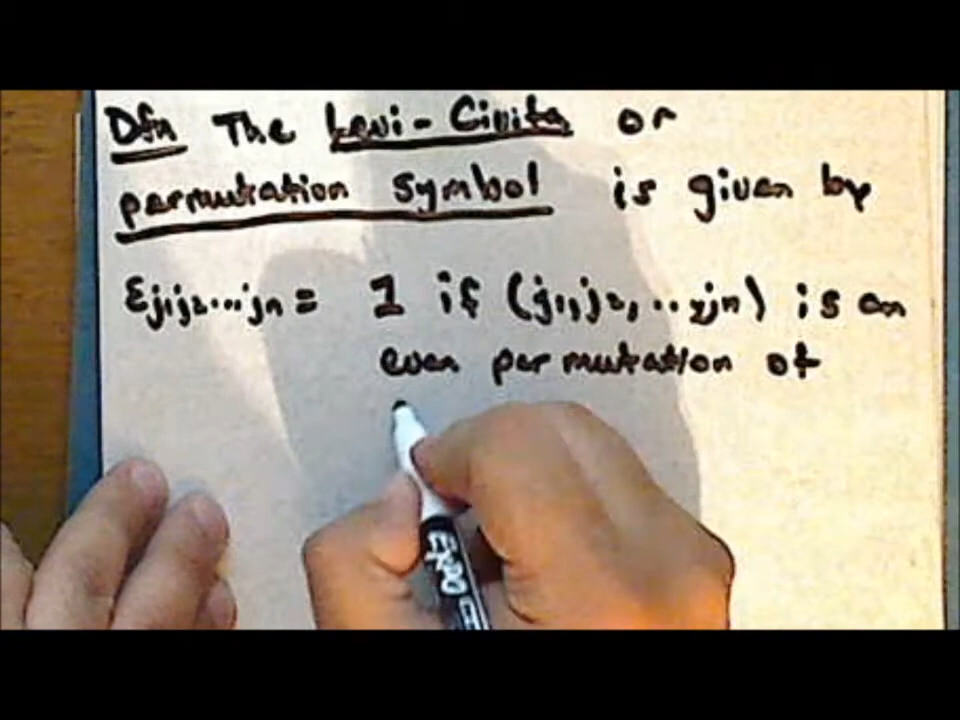 Dfn The Levi-Civita or
permutation symbol is given by
εj₁j₂...jₙ = 1 if (j₁,j₂,...,jₙ) is an
even permutation of
EXPO